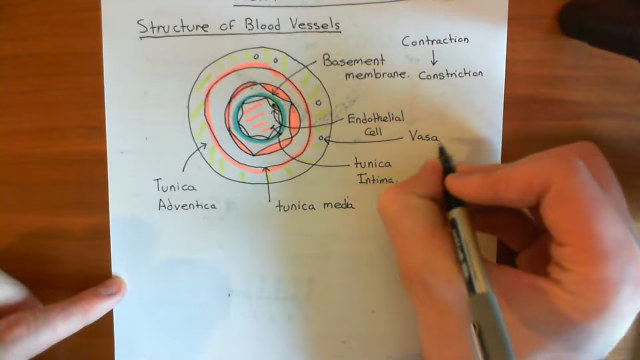 Structure of Blood Vessels
Contraction
Constriction
Basement
membrane.
Endothelial
Cell
Vasa
tunica
Intima.
Tunica
Adventica
tunica media